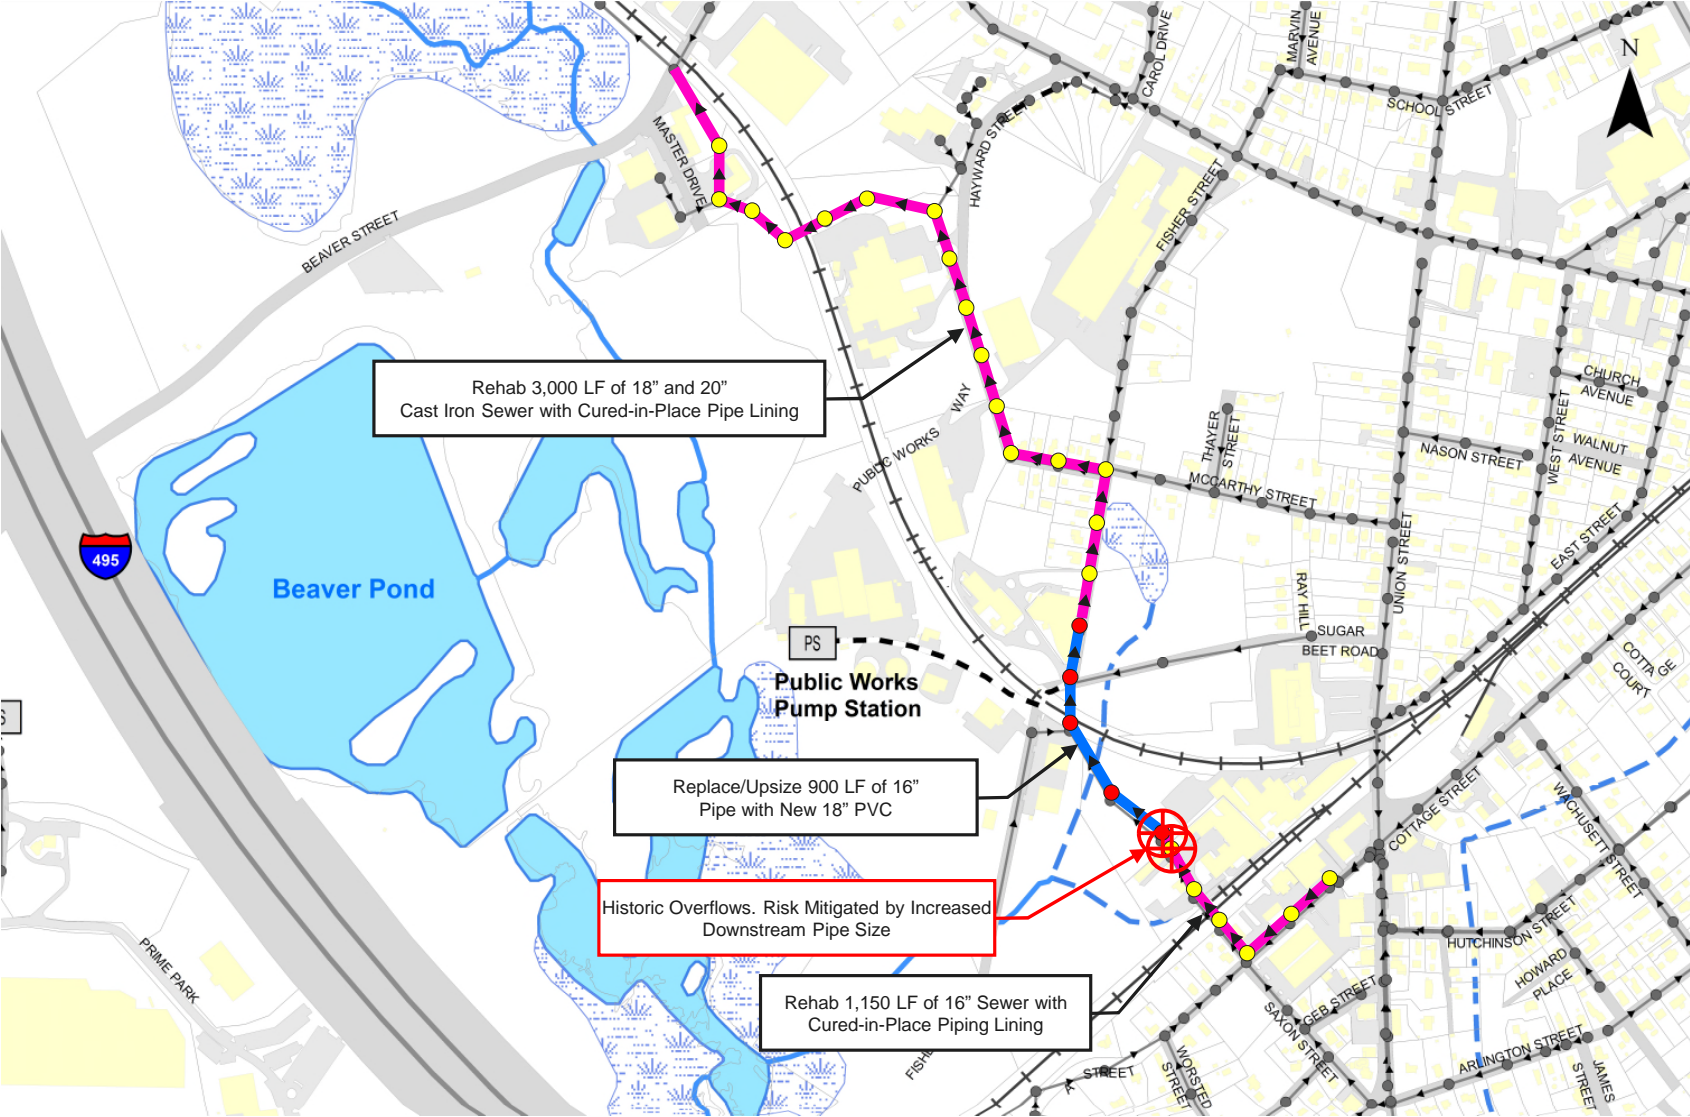 N
CAROL DRIVE
MARVIN
AVENUE
SCHOOL STREET
MASTER DRIVE
HAYWARD STREET
FISHER STREET
BEAVER STREET
Rehab 3,000 LF of 18” and 20”
Cast Iron Sewer with Cured-in-Place Pipe Lining
PUBLIC WORKS WAY
CHURCH
AVENUE
THAYER
STREET
NASON STREET
WEST STREET
WALNUT
AVENUE
MCCARTHY STREET
495
Beaver Pond
UNION STREET
EAST STREET
RAY HILL
SUGAR
BEET ROAD
PS
COTTAGE
COURT
Public Works
Pump Station
S
Replace/Upsize 900 LF of 16”
Pipe with New 18” PVC
COTTAGE STREET
WACHUSETT STREET
Historic Overflows. Risk Mitigated by Increased
Downstream Pipe Size
HUTCHINSON STREET
PRIME PARK
HOWARD
PLACE
Rehab 1,150 LF of 16” Sewer with
Cured-in-Place Piping Lining
GEB STREET
SAXON STREET
FISHE
A STREET
WORSTED
STREET
ARLINGTON STREET
JAMES
STREET